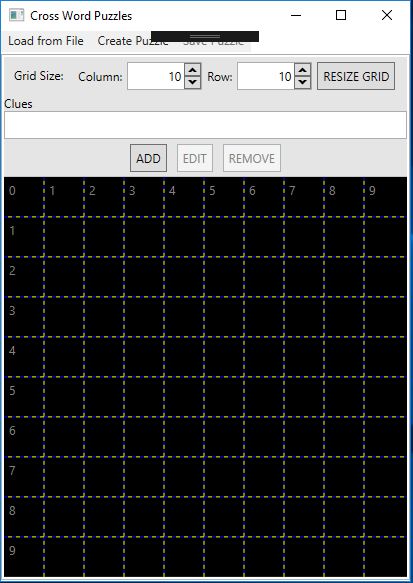 Cross Word Puzzles
Load from File Create Puzzle Save Puzzle
Grid Size: Column: 10 Row: 10 RESIZE GRID
Clues
ADD EDIT REMOVE
0 1 2 3 4 5 6 7 8 9
1
2
3
4
5
6
7
8
9